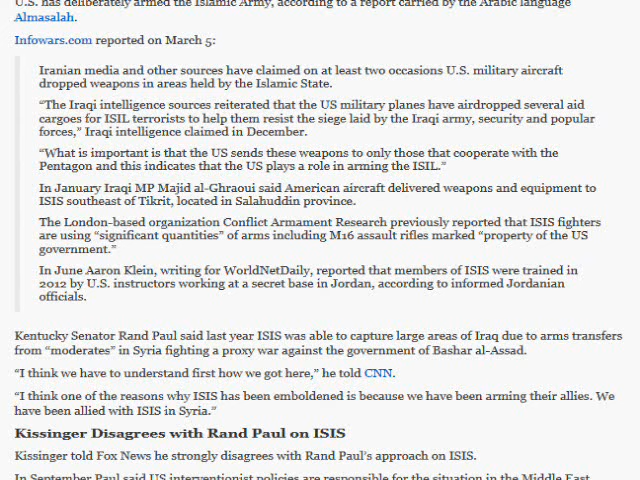 U.S. has deliberately armed the Islamic Army, according to a report carried by the Arabic language
Almasalah.
Infowars.com reported on March 5:
Iranian media and other sources have claimed on at least two occasions U.S. military aircraft
dropped weapons in areas held by the Islamic State.
“The Iraqi intelligence sources reiterated that the US military planes have airdropped several aid
cargoes for ISIL terrorists to help them resist the siege laid by the Iraqi army, security and popular
forces,” Iraqi intelligence claimed in December.
“What is important is that the US sends these weapons to only those that cooperate with the
Pentagon and this indicates that the US plays a role in arming the ISIL.”
In January Iraqi MP Majid al-Ghraoui said American aircraft delivered weapons and equipment to
ISIS southeast of Tikrit, located in Salahuddin province.
The London-based organization Conflict Armament Research previously reported that ISIS fighters
are using “significant quantities” of arms including M16 assault rifles marked “property of the US
government.”
In June Aaron Klein, writing for WorldNetDaily, reported that members of ISIS were trained in
2012 by U.S. instructors working at a secret base in Jordan, according to informed Jordanian
officials.
Kentucky Senator Rand Paul said last year ISIS was able to capture large areas of Iraq due to arms transfers
from “moderates” in Syria fighting a proxy war against the government of Bashar al-Assad.
“I think we have to understand first how we got here,” he told CNN.
“I think one of the reasons why ISIS has been emboldened is because we have been arming their allies. We
have been allied with ISIS in Syria.”
Kissinger Disagrees with Rand Paul on ISIS
Kissinger told Fox News he strongly disagrees with Rand Paul’s approach on ISIS.
In September Paul said US interventionist policies are responsible for the situation in the Middle East